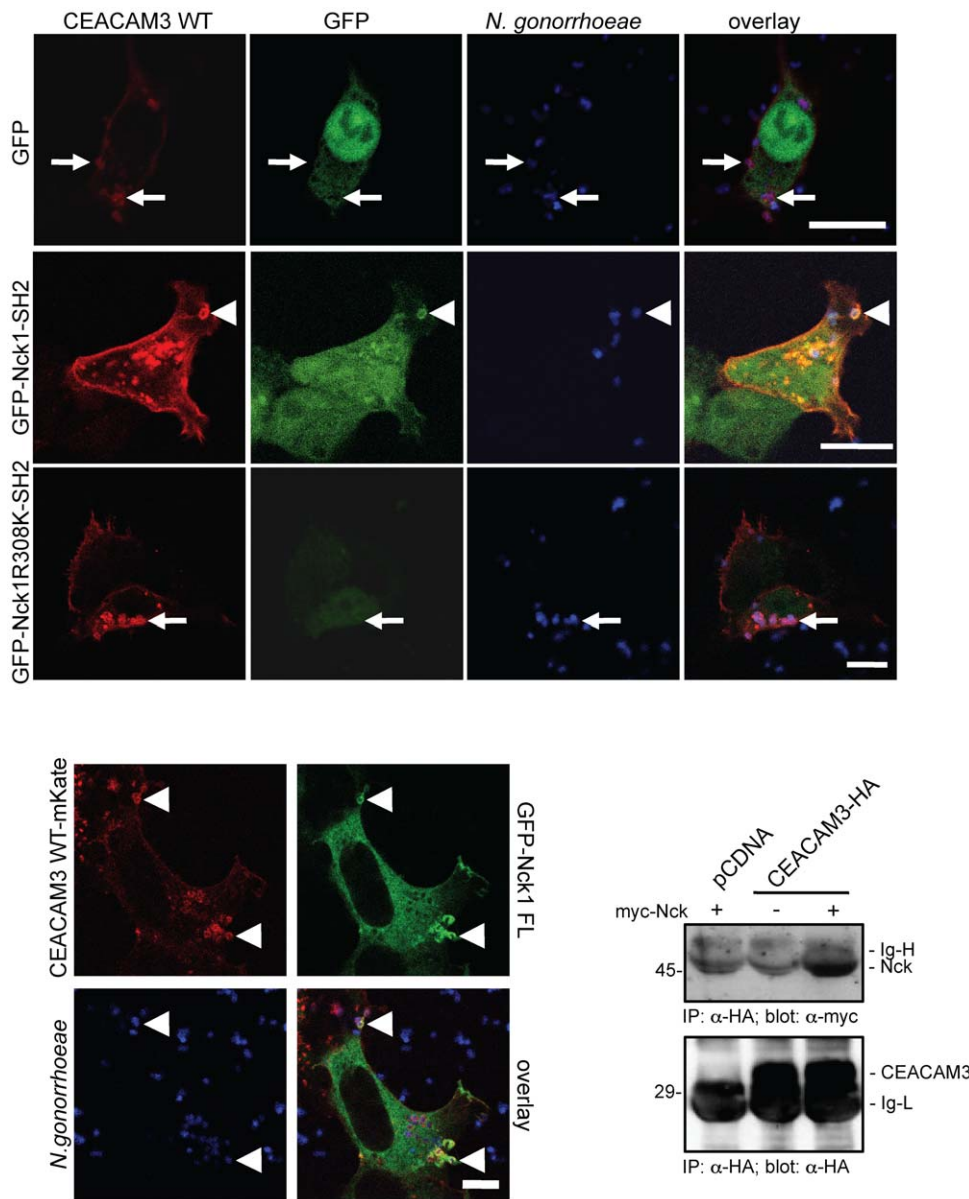 CEACAM3 WT GFP N. gonorrhoeae overlay
GFP
GFP-Nck1-SH2
GFP-Nck1R308K-SH2
CEACAM3 WT-mKate
GFP-Nck1 FL
N.gonorrhoeae
overlay
pCDNA
CEACAM3-HA
myc-Nck + - +
- Ig-H
45- - Nck
IP: α-HA; blot: α-myc
- CEACAM3
29- - Ig-L
IP: α-HA; blot: α-HA